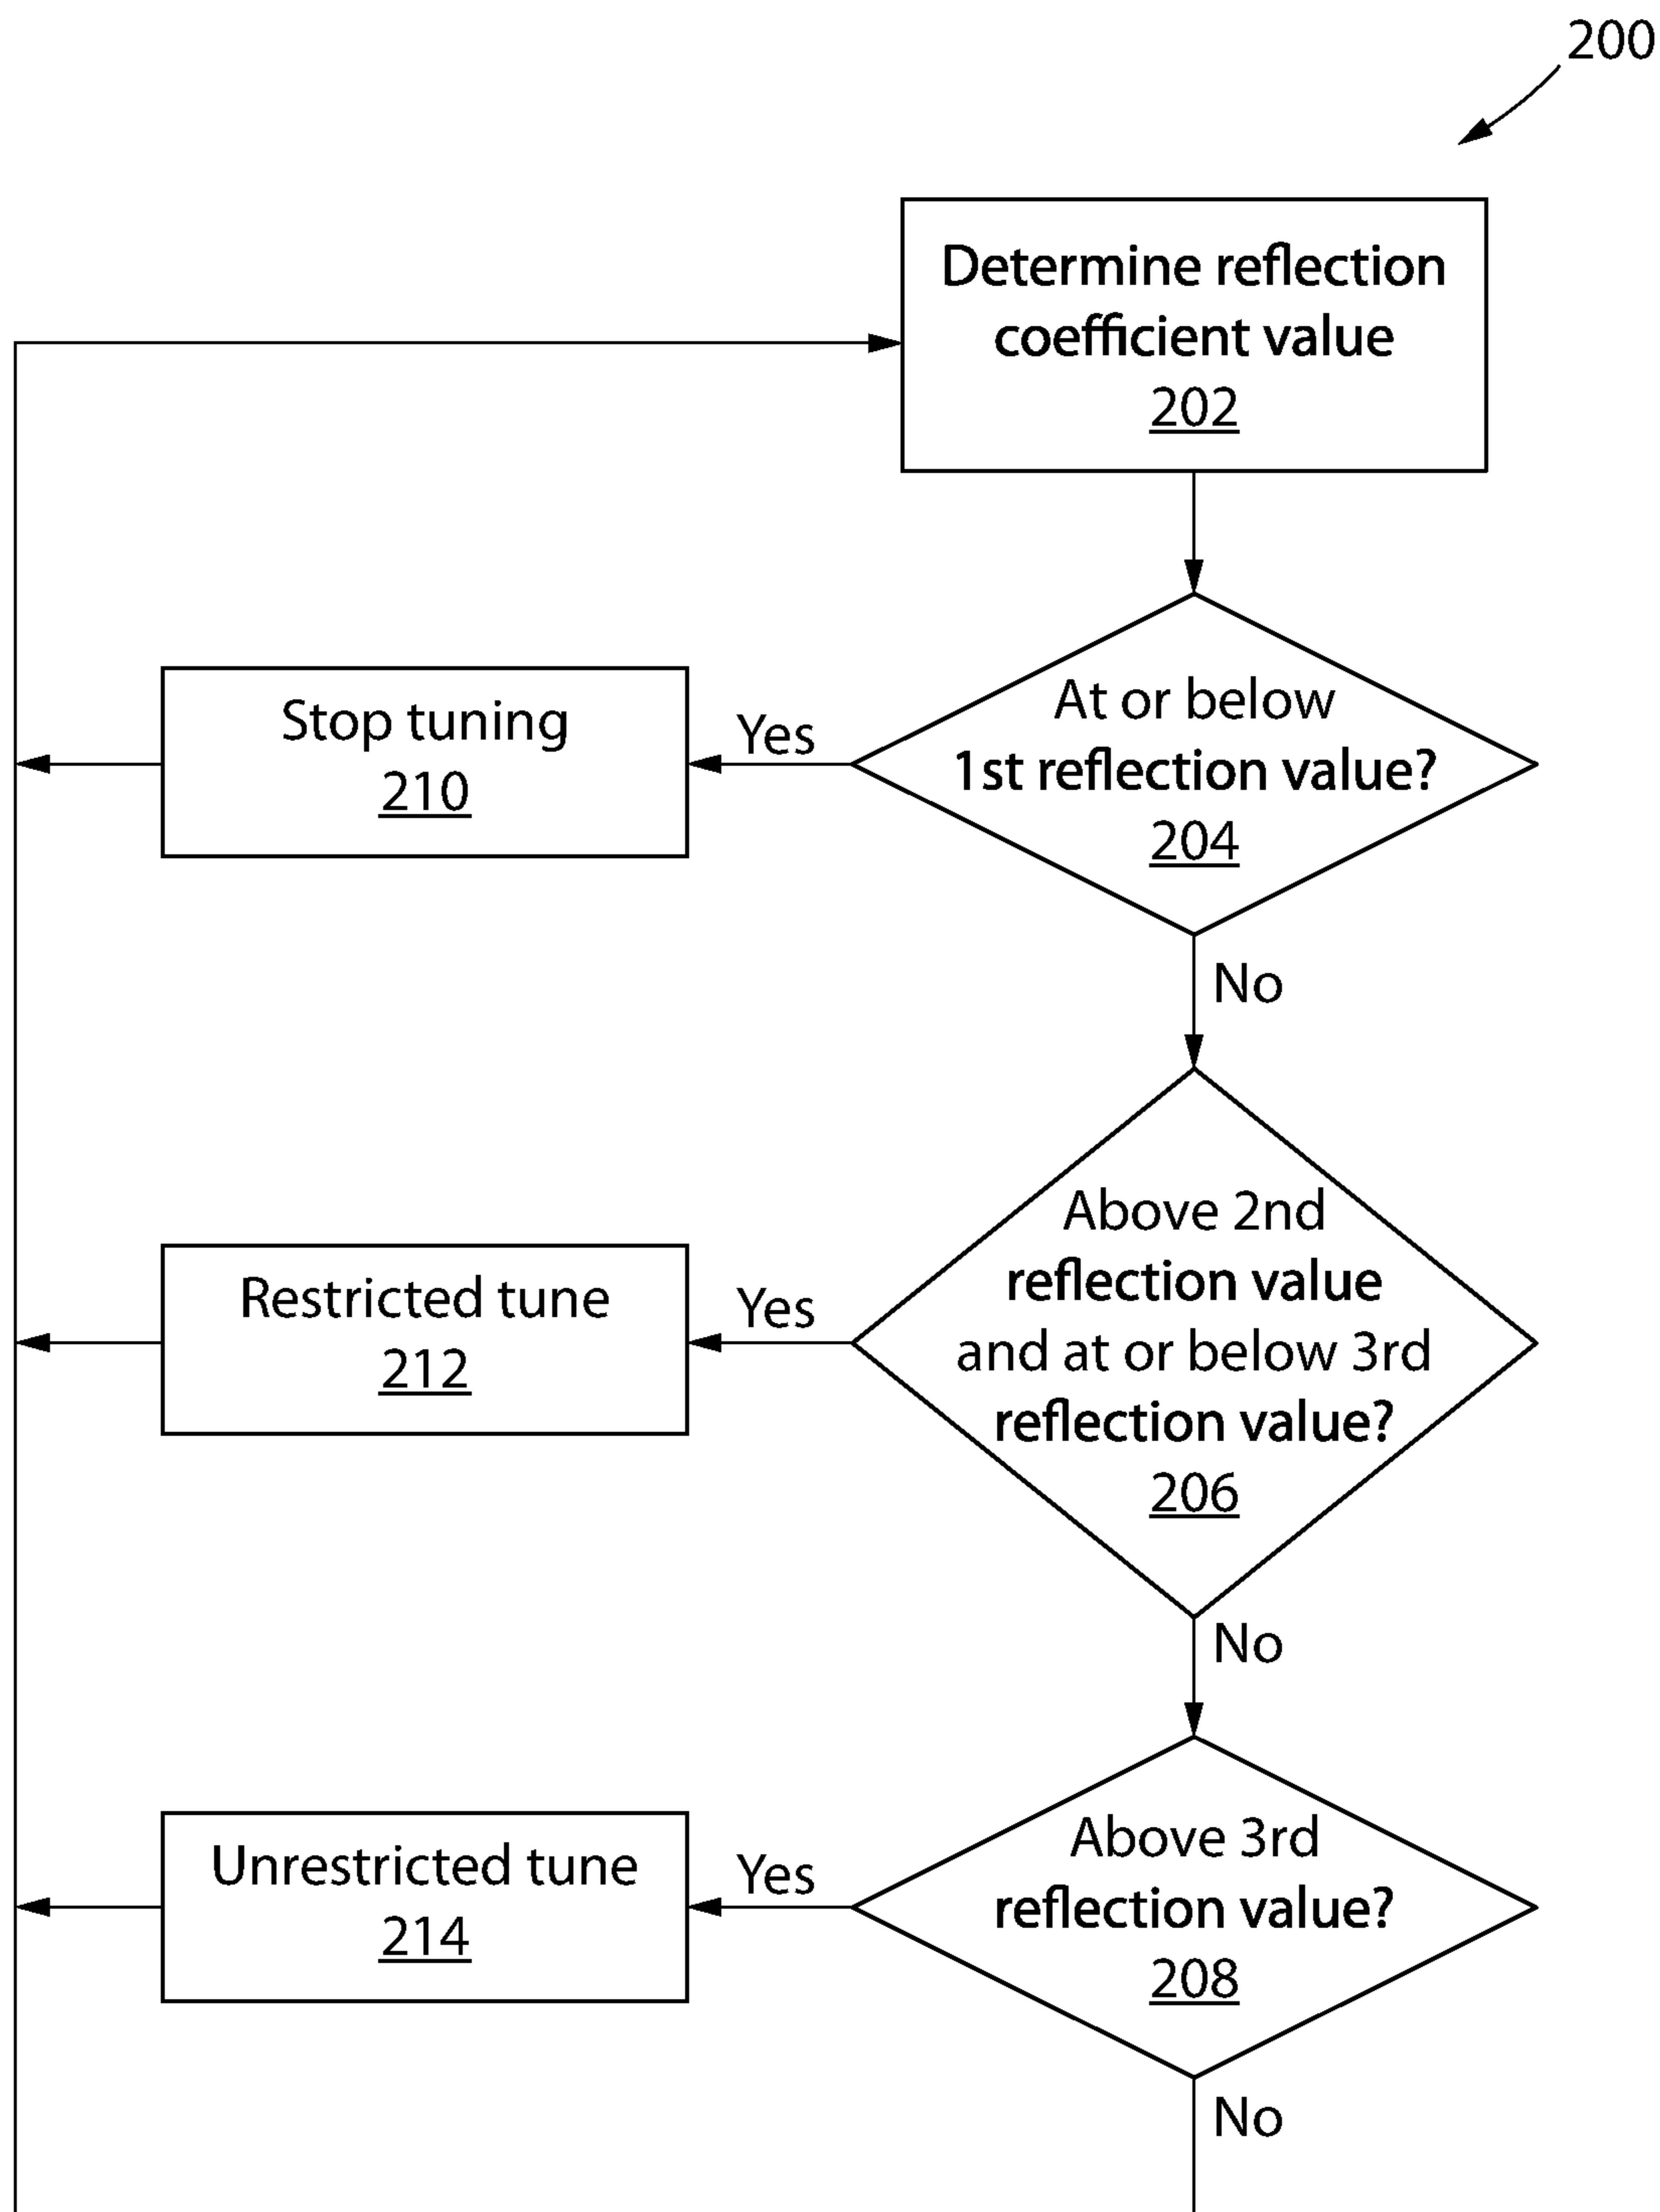 200
Determine reflection
coefficient value
202
At or below
1st reflection value?
204
Yes
Stop tuning
210
No
Above 2nd
reflection value
and at or below 3rd
reflection value?
206
Yes
Restricted tune
212
No
Above 3rd
reflection value?
208
Yes
Unrestricted tune
214
No